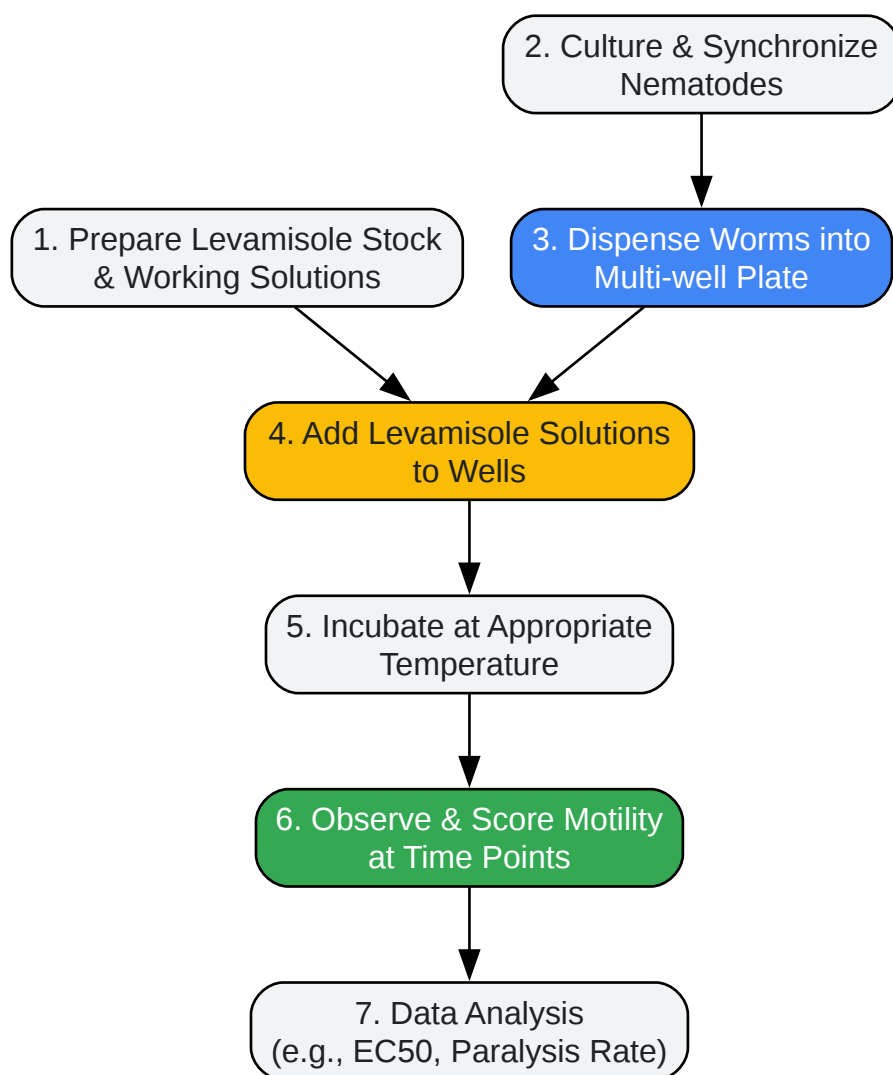 2. Culture & Synchronize
Nematodes
1. Prepare Levamisole Stock
& Working Solutions
3. Dispense Worms into
Multi-well Plate
4. Add Levamisole Solutions
to Wells
5. Incubate at Appropriate
Temperature
6. Observe & Score Motility
at Time Points
7. Data Analysis
(e.g., EC50, Paralysis Rate)